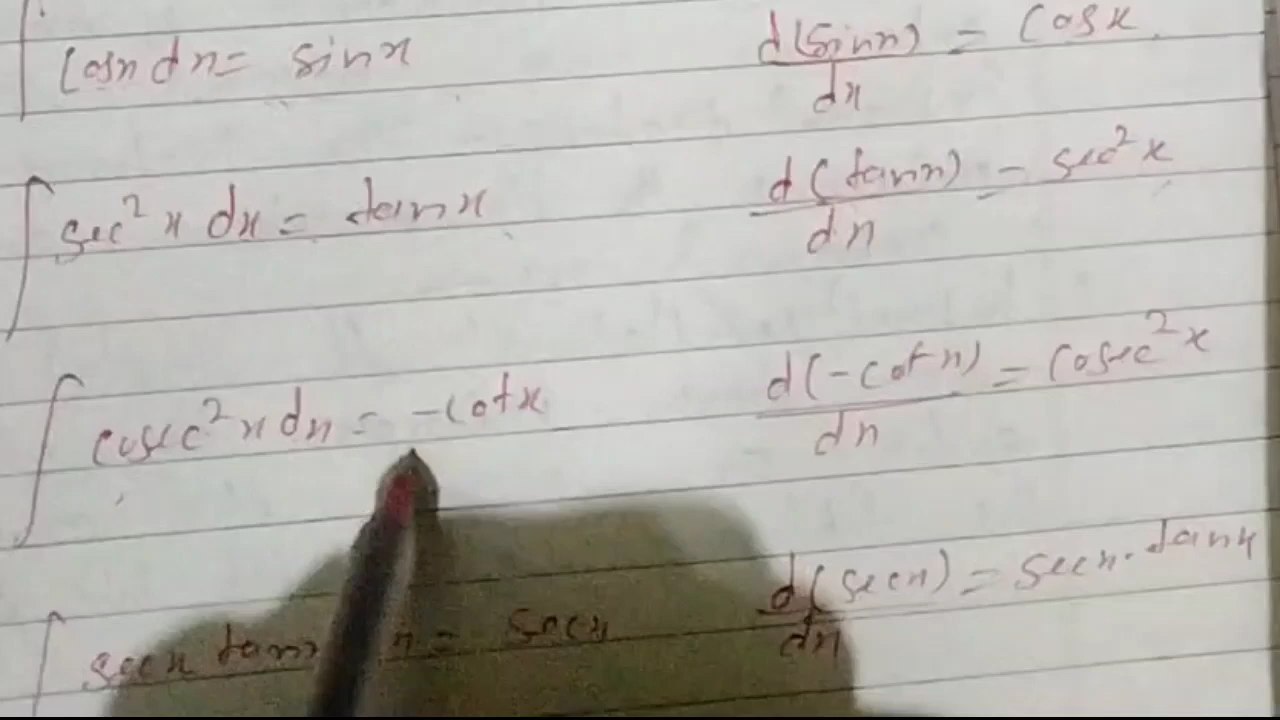 ∫ cosx dx = sinx d(sinx)/dx = cosx
∫ sec²x dx = tanx d(tanx)/dx = sec²x
∫ cosec²x dx = -cotx d(-cotx)/dx = cosec²x
∫ secx tanx = secx d(secx)/dx = secx·tanx